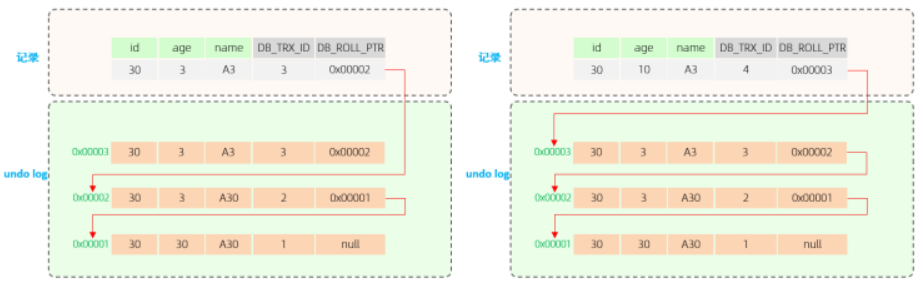 id age name DB_TRX_ID DB_ROLL_PTR
记录
30 3 A3 3 0x00002
0x00003 30 3 A3 3 0x00002
undo log
0x00002 30 3 A30 2 0x00001
0x00001 30 30 A30 1 null
id age name DB_TRX_ID DB_ROLL_PTR
记录
30 10 A3 4 0x00003
0x00003 30 3 A3 3 0x00002
undo log
0x00002 30 3 A30 2 0x00001
0x00001 30 30 A30 1 null